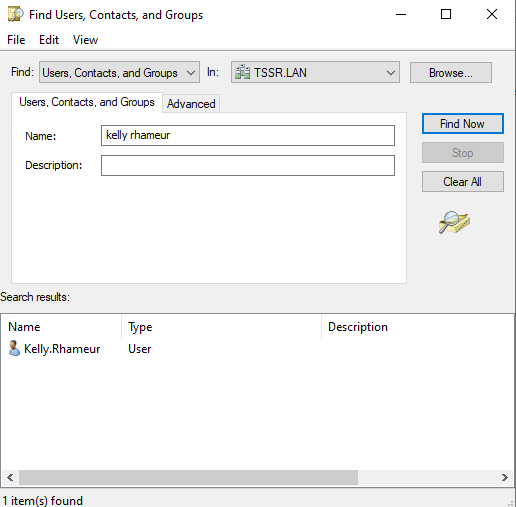 Find Users, Contacts, and Groups
File Edit View
Find: Users, Contacts, and Groups In: TSSR.LAN Browse...
Users, Contacts, and Groups Advanced
Name: kelly rhameur
Description:
Find Now
Stop
Clear All
Search results:
Name Type Description
Kelly.Rhameur User
1 item(s) found